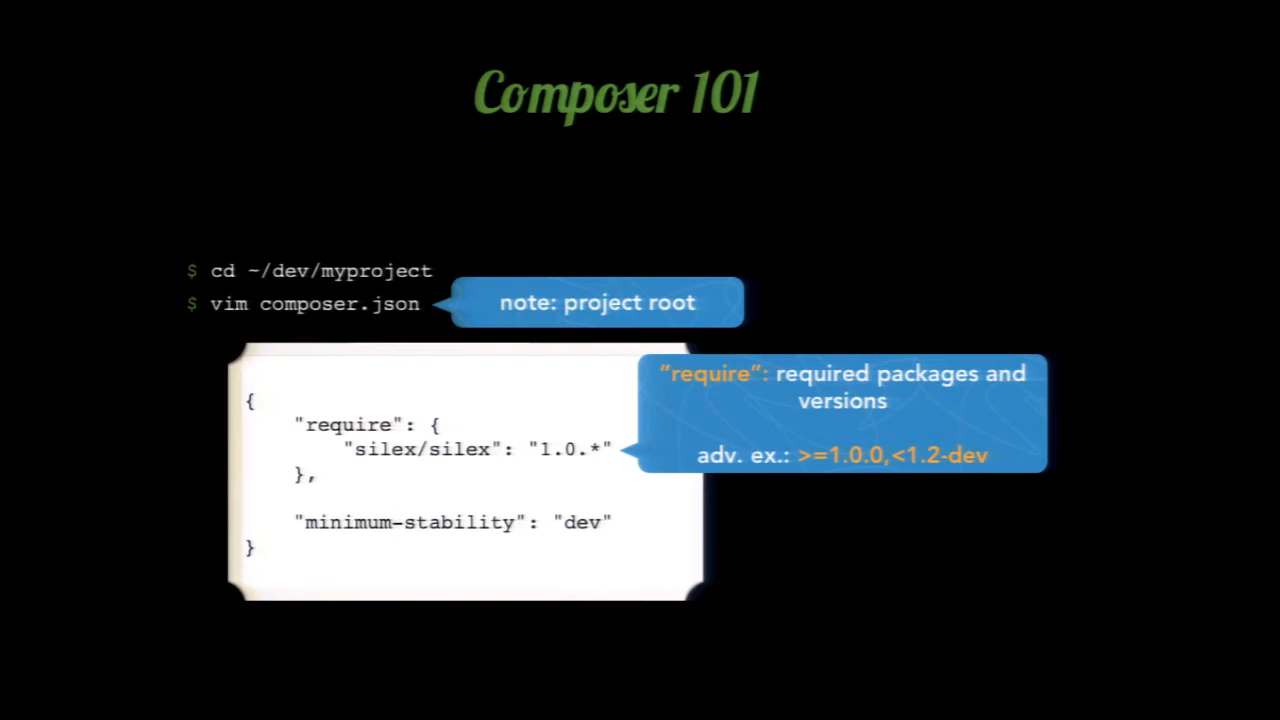 Composer 101
$ cd ~/dev/myproject
$ vim composer.json
note: project root
{
"require": {
"silex/silex": "1.0.*"
},
"minimum-stability": "dev"
}
“require”: required packages and
versions
adv. ex.: >=1.0.0,<1.2-dev